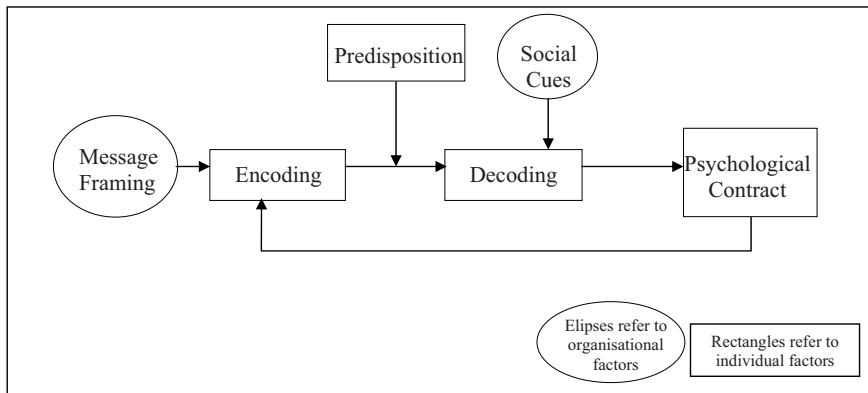 Predisposition
Social
Cues
Message
Framing
Encoding
Decoding
Psychological
Contract
Elipses refer to
organisational
factors
Rectangles refer to
individual factors